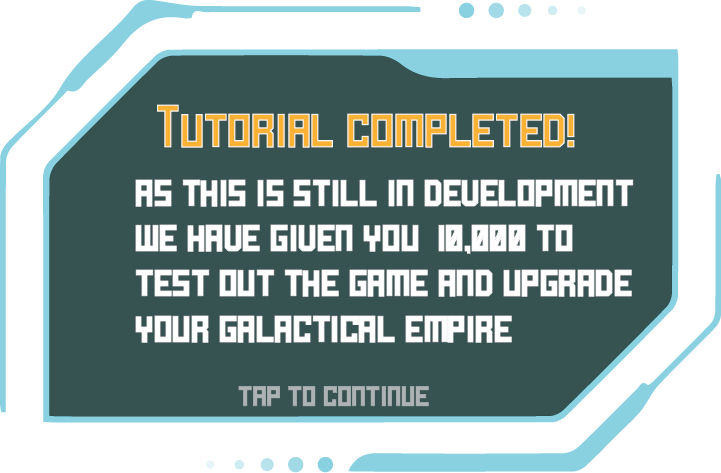 Tutorial completed!
As this is still in development
we have given you 10,000 to
test out the game and upgrade
your galactical empire
Tap to continue